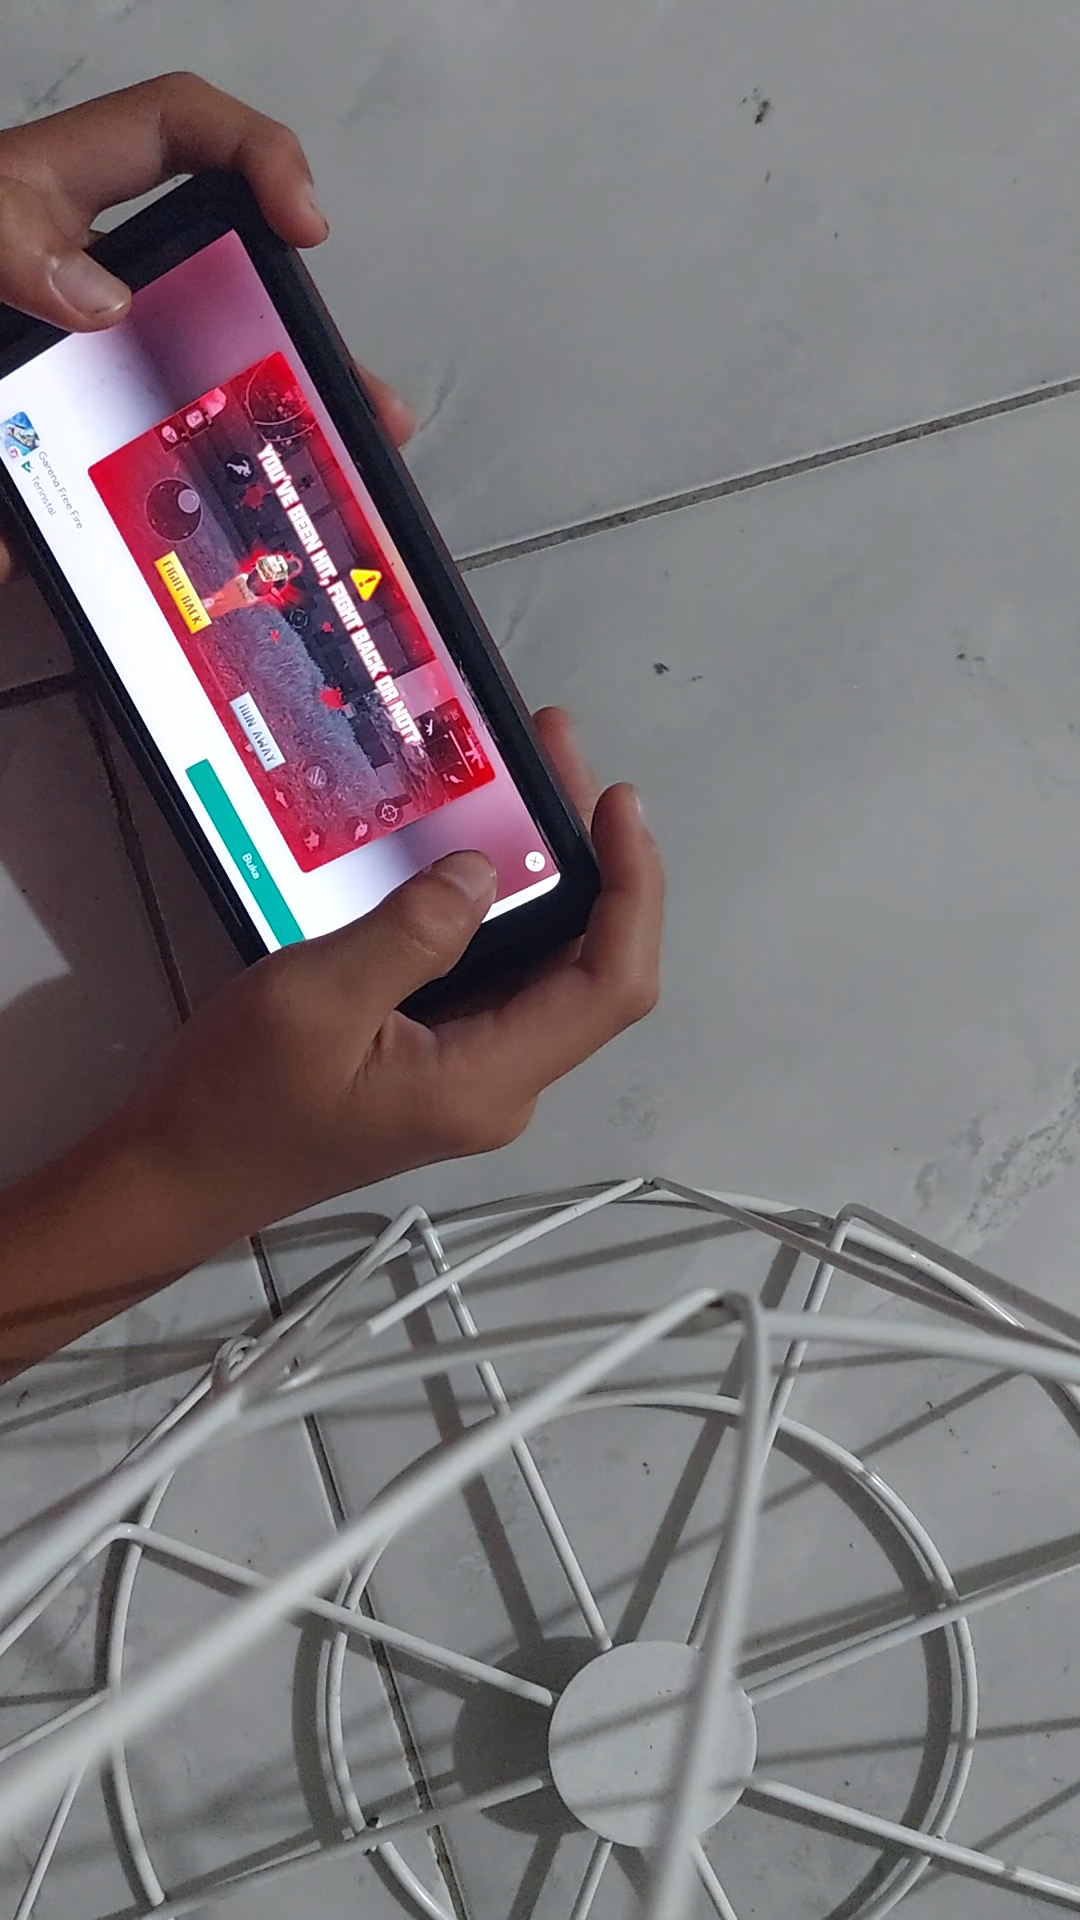 YOU'VE BEEN HIT, FIGHT BACK OR NOT?
FIGHT BACK
RUN AWAY
Garena Free Fire
Terinstal
Buka